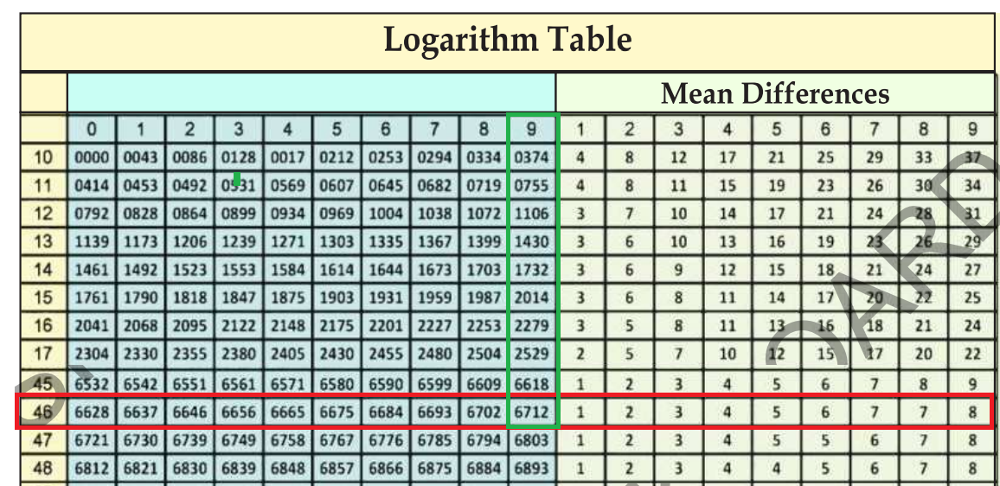 Logarithm Table
Mean Differences
0 1 2 3 4 5 6 7 8 9 1 2 3 4 5 6 7 8 9
10 0000 0043 0086 0128 0017 0212 0253 0294 0334 0374 4 8 12 17 21 25 29 33 37
11 0414 0453 0492 0531 0569 0607 0645 0682 0719 0755 4 8 11 15 19 23 26 30 34
12 0792 0828 0864 0899 0934 0969 1004 1038 1072 1106 3 7 10 14 17 21 24 28 31
13 1139 1173 1206 1239 1271 1303 1335 1367 1399 1430 3 6 10 13 16 19 23 26 29
14 1461 1492 1523 1553 1584 1614 1644 1673 1703 1732 3 6 9 12 15 18 21 24 27
15 1761 1790 1818 1847 1875 1903 1931 1959 1987 2014 3 6 8 11 14 17 20 22 25
16 2041 2068 2095 2122 2148 2175 2201 2227 2253 2279 3 5 8 11 13 16 18 21 24
17 2304 2330 2355 2380 2405 2430 2455 2480 2504 2529 2 5 7 10 12 15 17 20 22
45 6532 6542 6551 6561 6571 6580 6590 6599 6609 6618 1 2 3 4 5 6 7 8 9
46 6628 6637 6646 6656 6665 6675 6684 6693 6702 6712 1 2 3 4 5 6 7 7 8
47 6721 6730 6739 6749 6758 6767 6776 6785 6794 6803 1 2 3 4 5 5 6 7 8
48 6812 6821 6830 6839 6848 6857 6866 6875 6884 6893 1 2 3 4 4 5 6 7 8